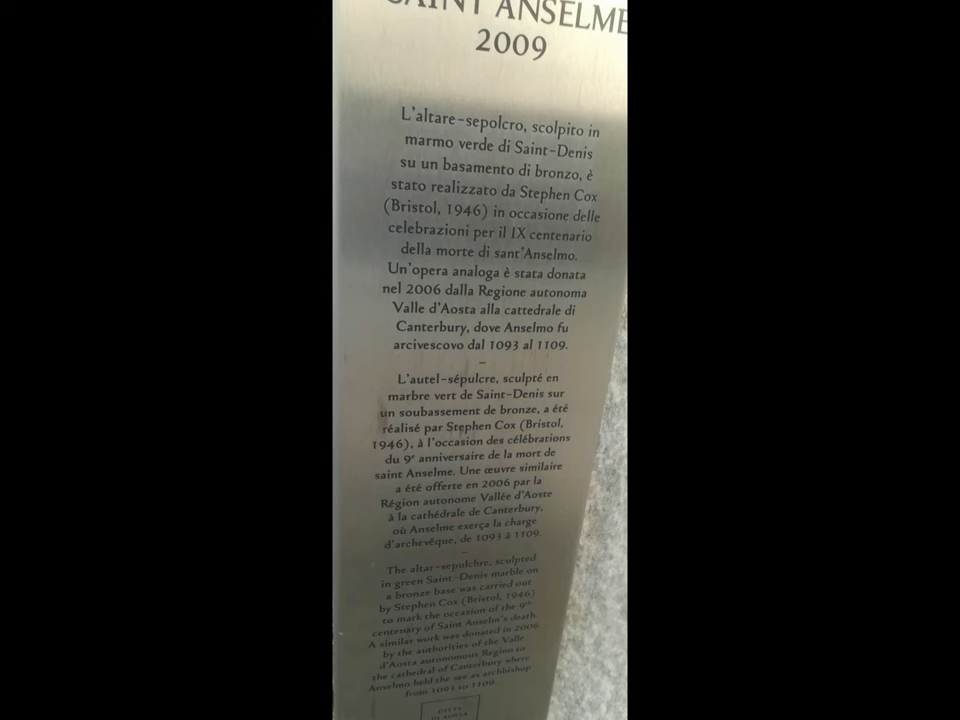 SAINT ANSELME
2009
L'altare-sepolcro, scolpito in
marmo verde di Saint-Denis
su un basamento di bronzo, è
stato realizzato da Stephen Cox
(Bristol, 1946) in occasione delle
celebrazioni per il IX centenario
della morte di sant'Anselmo.
Un'opera analoga è stata donata
nel 2006 dalla Regione autonoma
Valle d'Aosta alla cattedrale di
Canterbury, dove Anselmo fu
arcivescovo dal 1093 al 1109.
–
L'autel-sépulcre, sculpté en
marbre vert de Saint-Denis sur
un soubassement de bronze, a été
réalisé par Stephen Cox (Bristol,
1946), à l'occasion des célébrations
du 9e anniversaire de la mort de
saint Anselme. Une œuvre similaire
a été offerte en 2006 par la
Région autonome Vallée d'Aoste
à la cathédrale de Canterbury,
où Anselme exerça la charge
d'archevêque, de 1093 à 1109.
–
The altar-sepulchre, sculpted
in green Saint-Denis marble on
a bronze base was carried out
by Stephen Cox (Bristol, 1946)
to mark the occasion of the 9th
centenary of Saint Anselm's death.
A similar work was donated in 2006
by the authorities of the Valle
d'Aosta autonomous Region to
the cathedral of Canterbury where
Anselmo held the see as archbishop
from 1093 to 1109.
CITTÀ
DI AOSTA